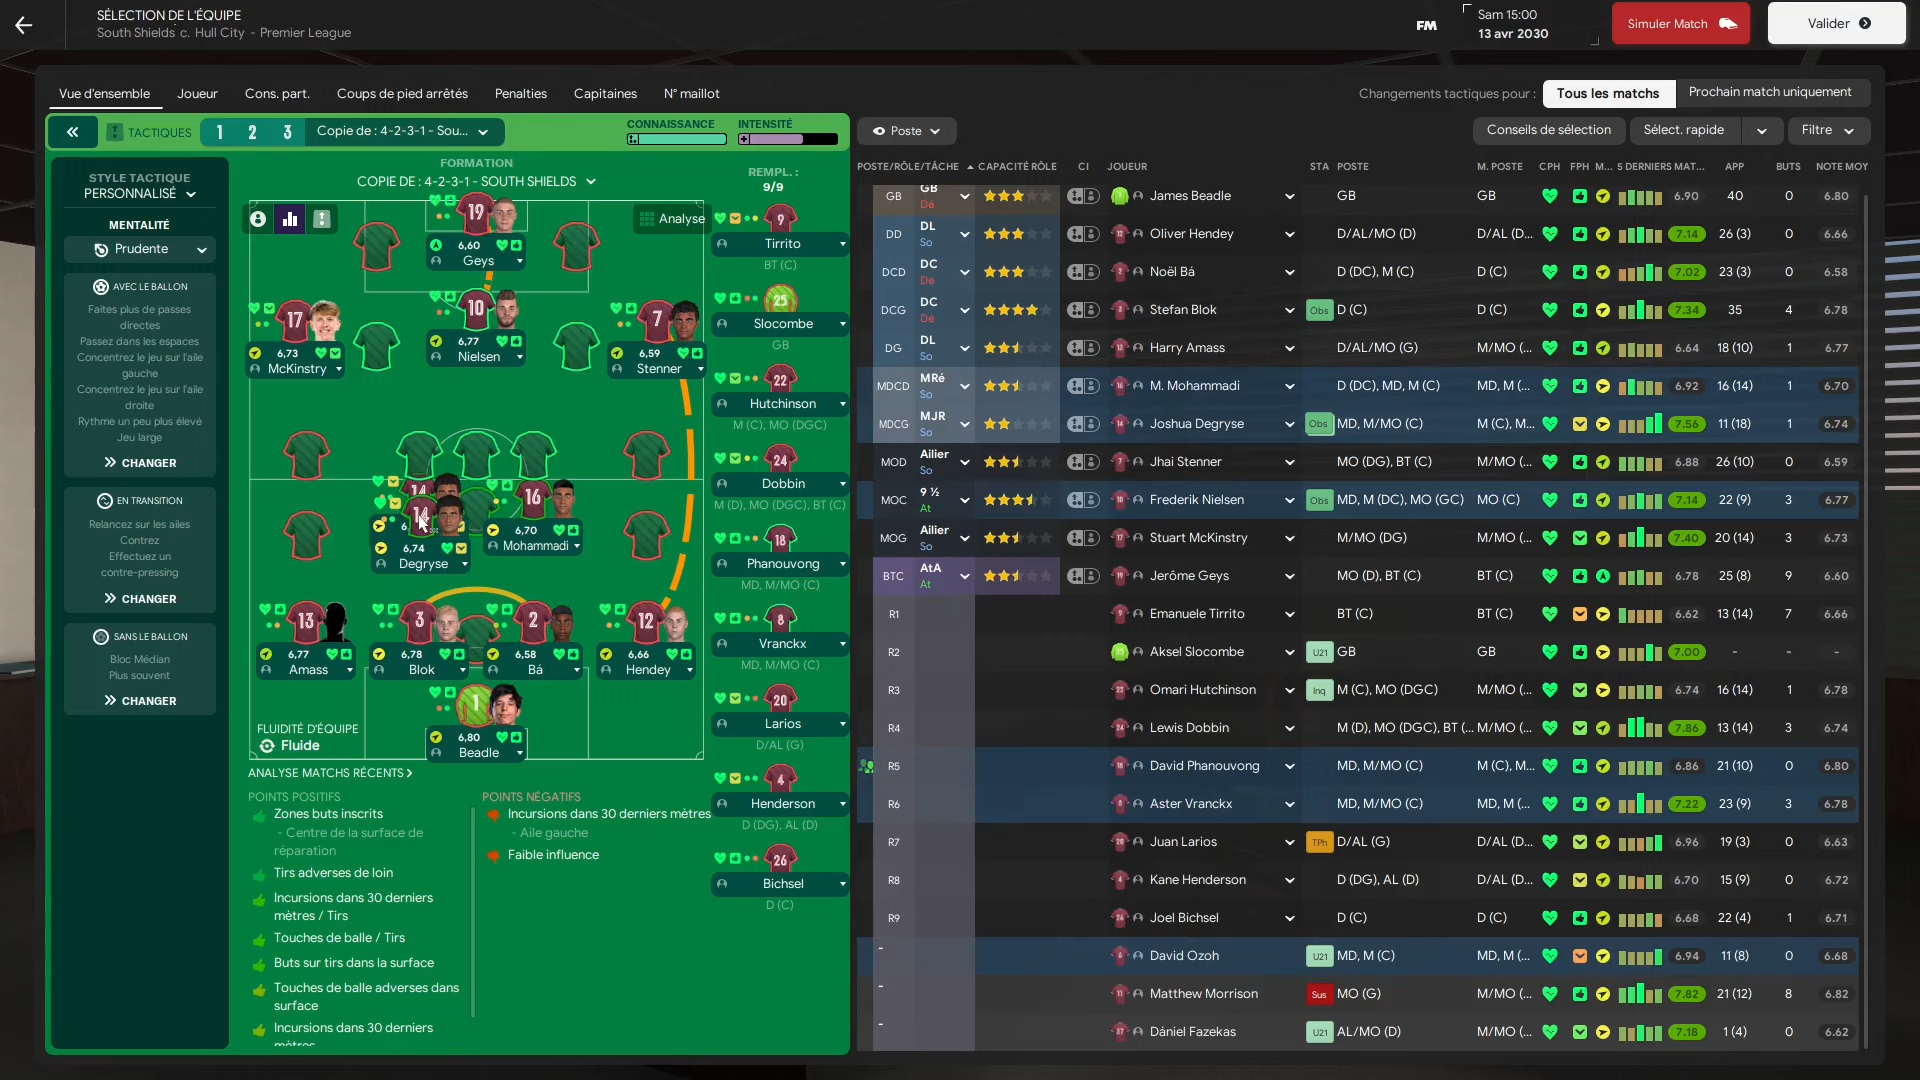 SÉLECTION DE L'ÉQUIPE
South Shields c. Hull City - Premier League
FM
Sam 15:00
13 avr 2030
Simuler Match
Valider
Vue d'ensemble Joueur Cons. part. Coups de pied arrêtés Penalties Capitaines N° maillot
Changements tactiques pour : Tous les matchs Prochain match uniquement
TACTIQUES 1 2 3 Copie de : 4-2-3-1 - Sou...
CONNAISSANCE INTENSITÉ
Poste
Conseils de sélection Sélect. rapide Filtre
STYLE TACTIQUE
PERSONNALISÉ
MENTALITÉ
Prudente
AVEC LE BALLON
Faites plus de passes
directes
Passez dans les espaces
Concentrez le jeu sur l'aile
gauche
Concentrez le jeu sur l'aile
droite
Rythme un peu plus élevé
Jeu large
CHANGER
EN TRANSITION
Relancez sur les ailes
Contrez
Effectuez un
contre-pressing
CHANGER
SANS LE BALLON
Bloc Médian
Plus souvent
CHANGER
FORMATION
COPIE DE : 4-2-3-1 - SOUTH SHIELDS
Analyse
19
6,60
Geys
17
6,73
McKinstry
10
6,77
Nielsen
7
6,59
Stenner
14
14
6,74
Degryse
16
6,70
Mohammadi
13
6,77
Amass
3
6,78
Blok
2
6,58
Bá
12
6,66
Hendey
1
6,80
Beadle
FLUIDITÉ D'ÉQUIPE
Fluide
ANALYSE MATCHS RÉCENTS
POINTS POSITIFS
Zones buts inscrits
- Centre de la surface de
réparation
Tirs adverses de loin
Incursions dans 30 derniers
mètres / Tirs
Touches de balle / Tirs
Buts sur tirs dans la surface
Touches de balle adverses dans
surface
Incursions dans 30 derniers
mètres
POINTS NÉGATIFS
Incursions dans 30 derniers mètres
- Aile gauche
Faible influence
REMPL. :
9/9
9
Tirrito
BT (C)
25
Slocombe
GB
22
Hutchinson
M (C), MO (DGC)
24
Dobbin
M (D), MO (DGC), BT (C)
18
Phanouvong
MD, M/MO (C)
8
Vranckx
MD, M/MO (C)
20
Larios
D/AL (G)
4
Henderson
D (DG), AL (D)
26
Bichsel
D (C)
POSTE/RÔLE/TÂCHE CAPACITÉ RÔLE CI JOUEUR STA POSTE M. POSTE CPH FPH M... 5 DERNIERS MAT... APP BUTS NOTE MOY
GB GB Dé James Beadle GB GB 6.90 40 0 6.80
DD DL So Oliver Hendey D/AL/MO (D) D/AL (D... 7.14 26 (3) 0 6.66
DCD DC Dé Noël Bá D (DC), M (C) D (C) 7.02 23 (3) 0 6.58
DCG DC Dé Stefan Blok Obs D (C) D (C) 7.34 35 4 6.78
DG DL So Harry Amass D/AL/MO (G) M/MO (... 6.64 18 (10) 1 6.77
MDCD MRé So M. Mohammadi D (DC), MD, M (C) MD, M (... 6.92 16 (14) 1 6.70
MDCG MJR So Joshua Degryse Obs MD, M/MO (C) M (C), M... 7.56 11 (18) 1 6.74
MOD Ailier So Jhai Stenner MO (DG), BT (C) M/MO (... 6.88 26 (10) 0 6.59
MOC 9 ½ At Frederik Nielsen Obs MD, M (DC), MO (GC) MO (C) 7.14 22 (9) 3 6.77
MOG Ailier So Stuart McKinstry M/MO (DG) M/MO (... 7.40 20 (14) 3 6.73
BTC AtA At Jerôme Geys MO (D), BT (C) BT (C) 6.78 25 (8) 9 6.60
R1 Emanuele Tirrito BT (C) BT (C) 6.62 13 (14) 7 6.66
R2 Aksel Slocombe U21 GB GB 7.00 - - -
R3 Omari Hutchinson Inq M (C), MO (DGC) M/MO (... 6.74 16 (14) 1 6.78
R4 Lewis Dobbin M (D), MO (DGC), BT (... M/MO (... 7.86 13 (14) 3 6.74
R5 David Phanouvong MD, M/MO (C) M (C), M... 6.86 21 (10) 0 6.80
R6 Aster Vranckx MD, M/MO (C) MD, M (... 7.22 23 (9) 3 6.78
R7 Juan Larios TPh D/AL (G) D/AL (D... 6.96 19 (3) 0 6.63
R8 Kane Henderson D (DG), AL (D) D/AL (D... 6.70 15 (9) 0 6.72
R9 Joel Bichsel D (C) D (C) 6.68 22 (4) 1 6.71
- David Ozoh U21 MD, M (C) MD, M (... 6.94 11 (8) 0 6.68
- Matthew Morrison Sus MO (G) M/MO (... 7.82 21 (12) 8 6.82
- Dániel Fazekas U21 AL/MO (D) M/MO (... 7.18 1 (4) 0 6.62